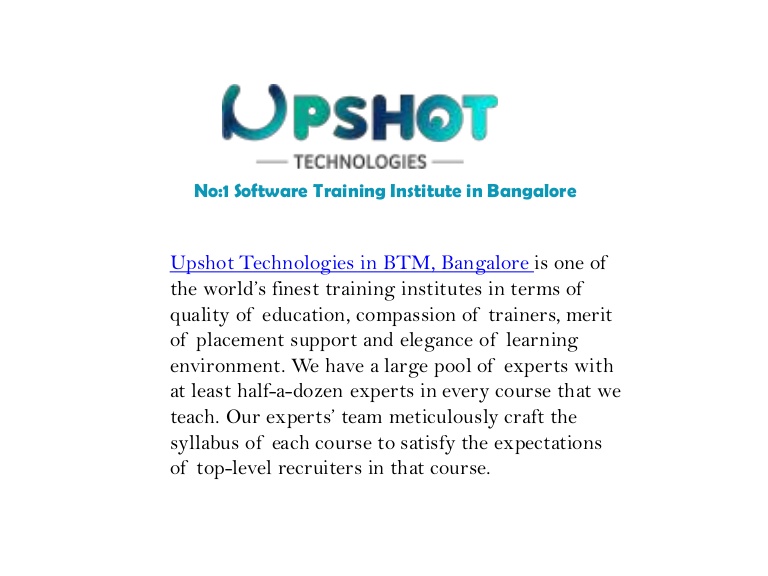 UPSHOT
TECHNOLOGIES
No:1 Software Training Institute in Bangalore
Upshot Technologies in BTM, Bangalore is one of
the world's finest training institutes in terms of
quality of education, compassion of trainers, merit
of placement support and elegance of learning
environment. We have a large pool of experts with
at least half-a-dozen experts in every course that we
teach. Our experts' team meticulously craft the
syllabus of each course to satisfy the expectations
of top-level recruiters in that course.